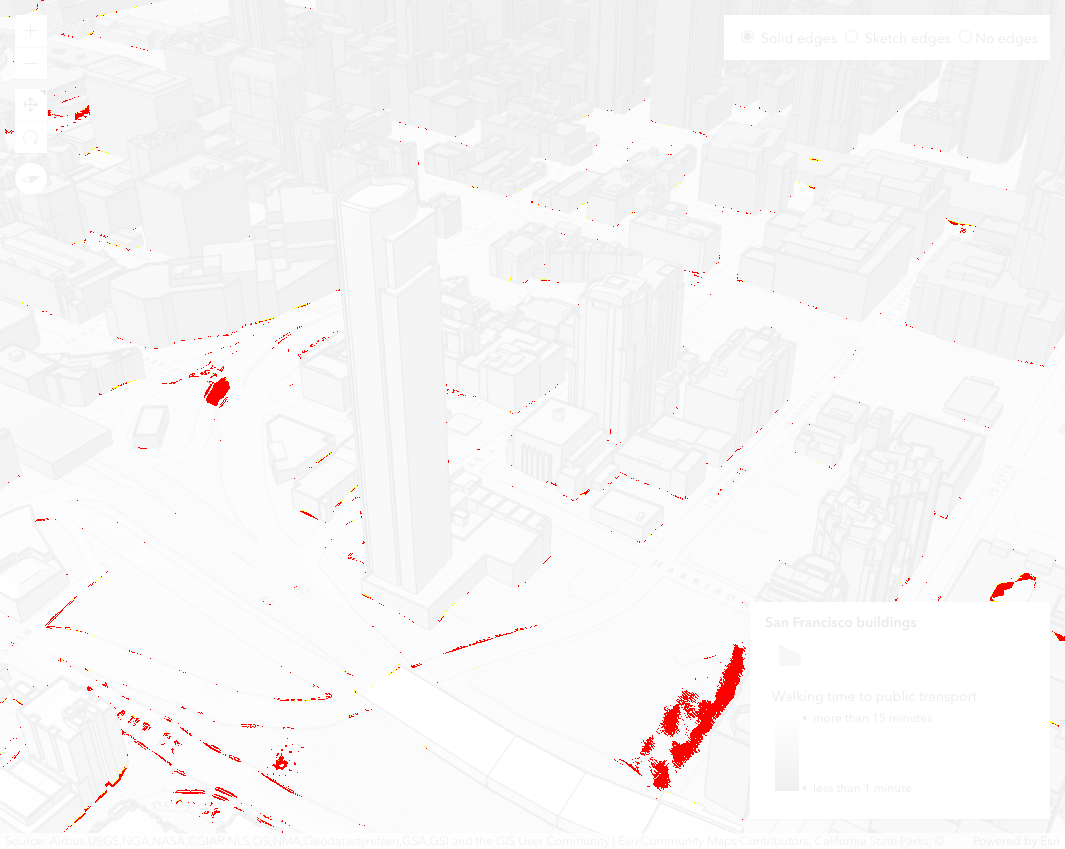 Solid edges Sketch edges No edges
San Francisco buildings
Walking time to public transport
more than 15 minutes
less than 1 minute
Source: Airbus,USGS,NGA,NASA,CGIAR,NLS,OS,NMA,Geodatastyrelsen,GSA,GSI and the GIS User Community | Esri Community Maps Contributors, California State Parks, © Powered by Esri